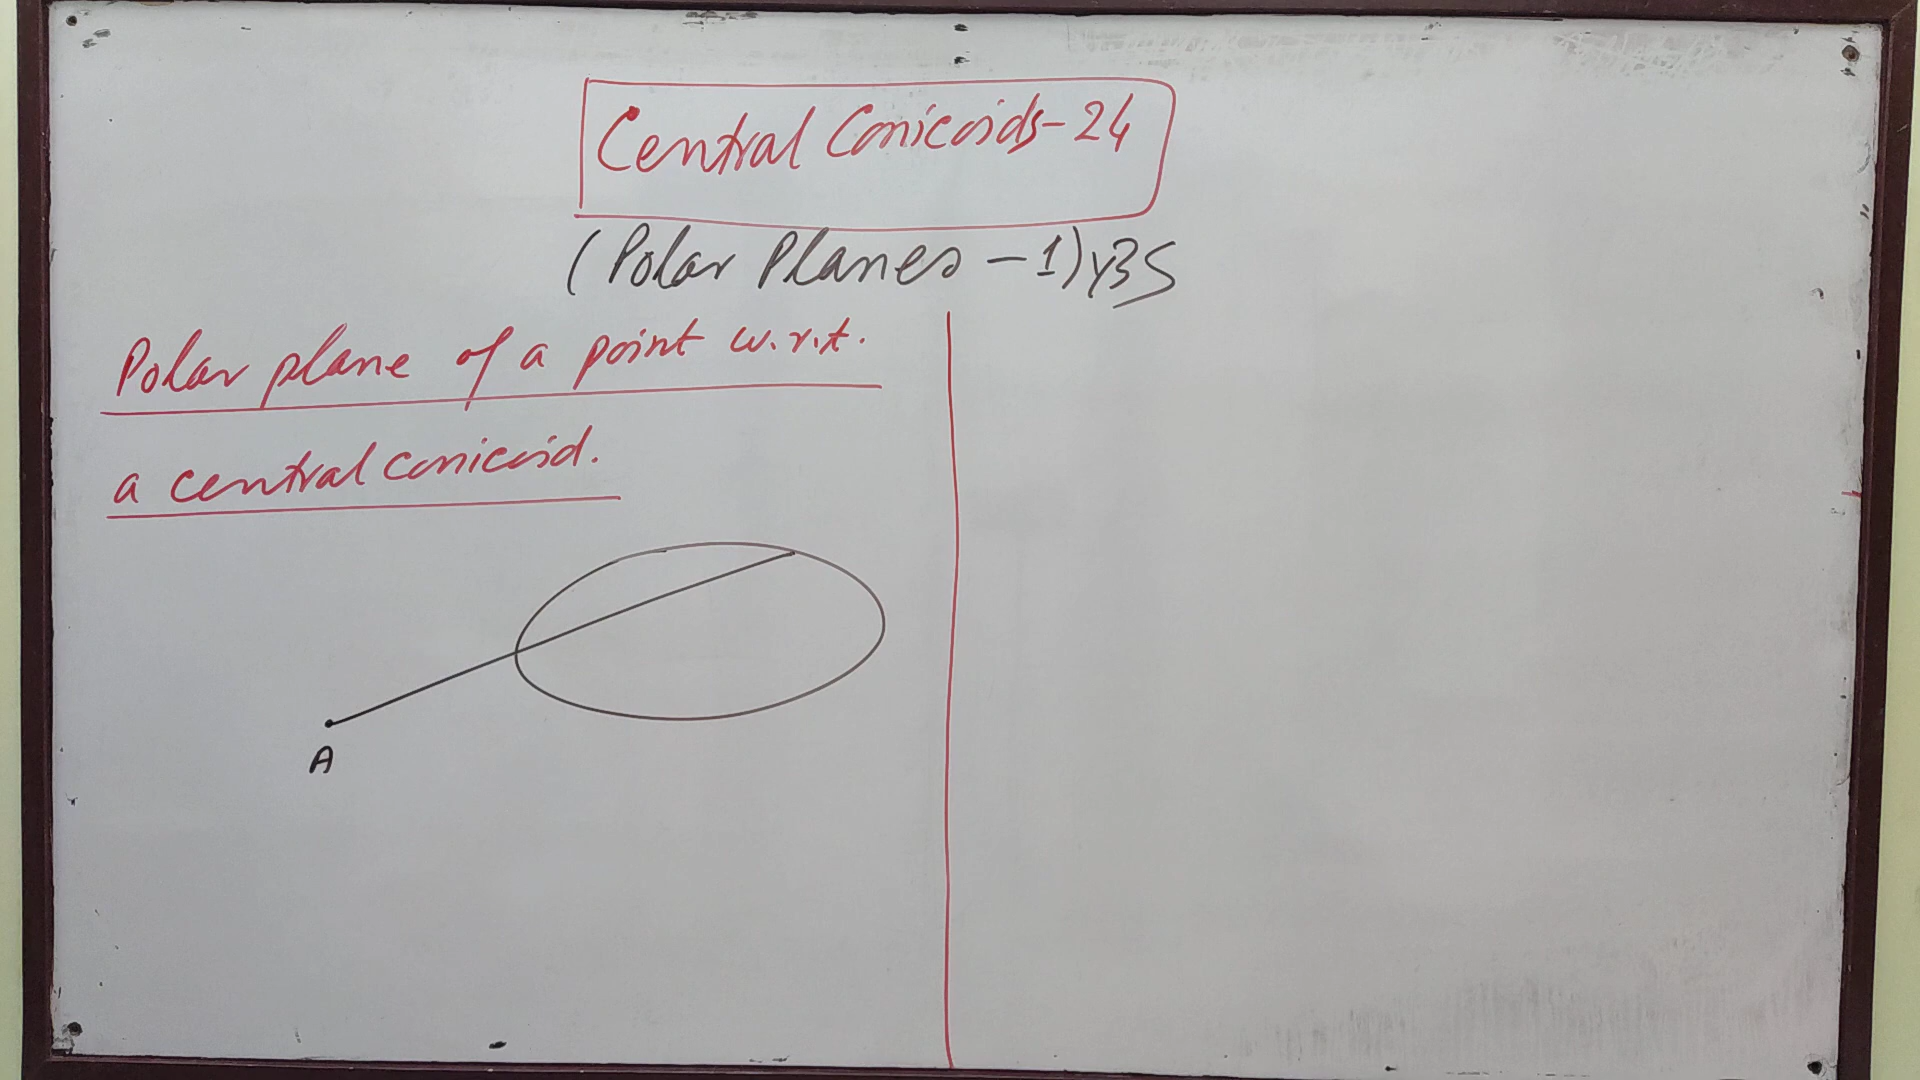 Central Conicoids-24
(Polar Planes - 1) YBS
Polar plane of a point w.r.t.
a central conicoid.
A